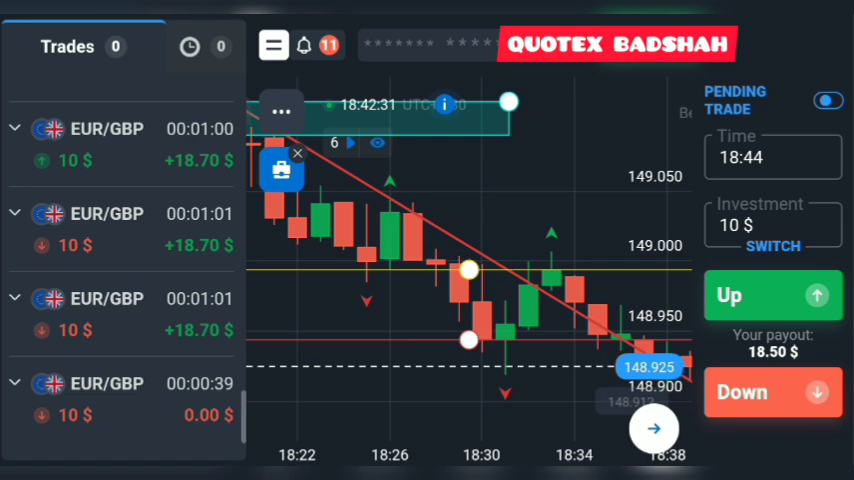 Trades 0
0
11
******* ****
QUOTEX BADSHAH
EUR/GBP 00:01:00
10 $ +18.70 $
EUR/GBP 00:01:01
10 $ +18.70 $
EUR/GBP 00:01:01
10 $ +18.70 $
EUR/GBP 00:00:39
10 $ 0.00 $
18:42:31 UTC
i
6
149.050
149.000
148.950
148.925
148.900
18:22
18:26
18:30
18:34
18:38
Be
PENDING
TRADE
Time
18:44
Investment
10 $
SWITCH
Up
Your payout:
18.50 $
Down